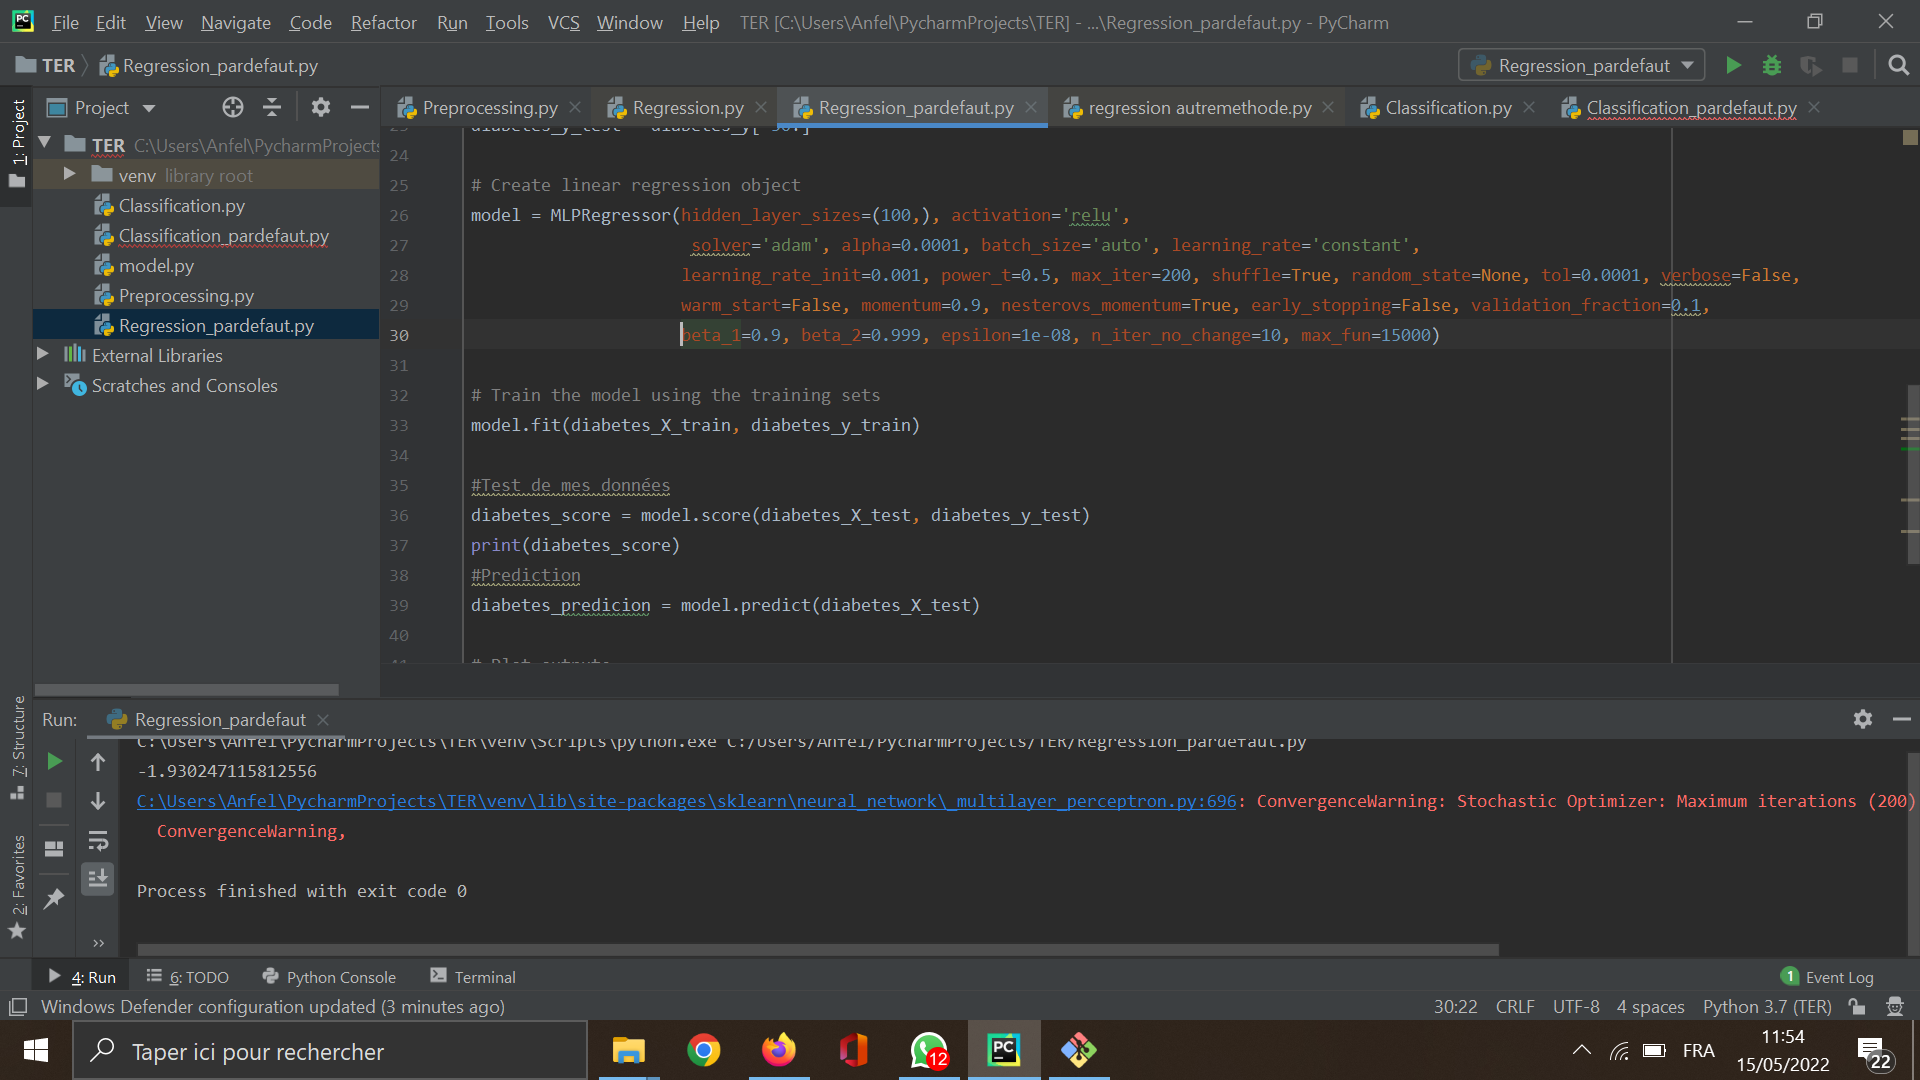 File Edit View Navigate Code Refactor Run Tools VCS Window Help TER [C:\Users\Anfel\PycharmProjects\TER] - ...\Regression_pardefaut.py - PyCharm
TER Regression_pardefaut.py Regression_pardefaut
Project Preprocessing.py Regression.py Regression_pardefaut.py regression autremethode.py Classification.py Classification_pardefaut.py
1: Project
TER C:\Users\Anfel\PycharmProjects
venv library root
Classification.py
Classification_pardefaut.py
model.py
Preprocessing.py
Regression_pardefaut.py
External Libraries
Scratches and Consoles
24
25 # Create linear regression object
26 model = MLPRegressor(hidden_layer_sizes=(100,), activation='relu',
27 solver='adam', alpha=0.0001, batch_size='auto', learning_rate='constant',
28 learning_rate_init=0.001, power_t=0.5, max_iter=200, shuffle=True, random_state=None, tol=0.0001, verbose=False,
29 warm_start=False, momentum=0.9, nesterovs_momentum=True, early_stopping=False, validation_fraction=0.1,
30 beta_1=0.9, beta_2=0.999, epsilon=1e-08, n_iter_no_change=10, max_fun=15000)
31
32 # Train the model using the training sets
33 model.fit(diabetes_X_train, diabetes_y_train)
34
35 #Test de mes données
36 diabetes_score = model.score(diabetes_X_test, diabetes_y_test)
37 print(diabetes_score)
38 #Prediction
39 diabetes_predicion = model.predict(diabetes_X_test)
40
7: Structure
2: Favorites
Run: Regression_pardefaut
C:\Users\Anfel\PycharmProjects\TER\venv\Scripts\python.exe C:/Users/Anfel/PycharmProjects/TER/Regression_pardefaut.py
-1.930247115812556
C:\Users\Anfel\PycharmProjects\TER\venv\lib\site-packages\sklearn\neural_network\_multilayer_perceptron.py:696: ConvergenceWarning: Stochastic Optimizer: Maximum iterations (200)
ConvergenceWarning,
Process finished with exit code 0
4: Run 6: TODO Python Console Terminal 1 Event Log
Windows Defender configuration updated (3 minutes ago) 30:22 CRLF UTF-8 4 spaces Python 3.7 (TER)
Taper ici pour rechercher 12 PC FRA 11:54
15/05/2022 22